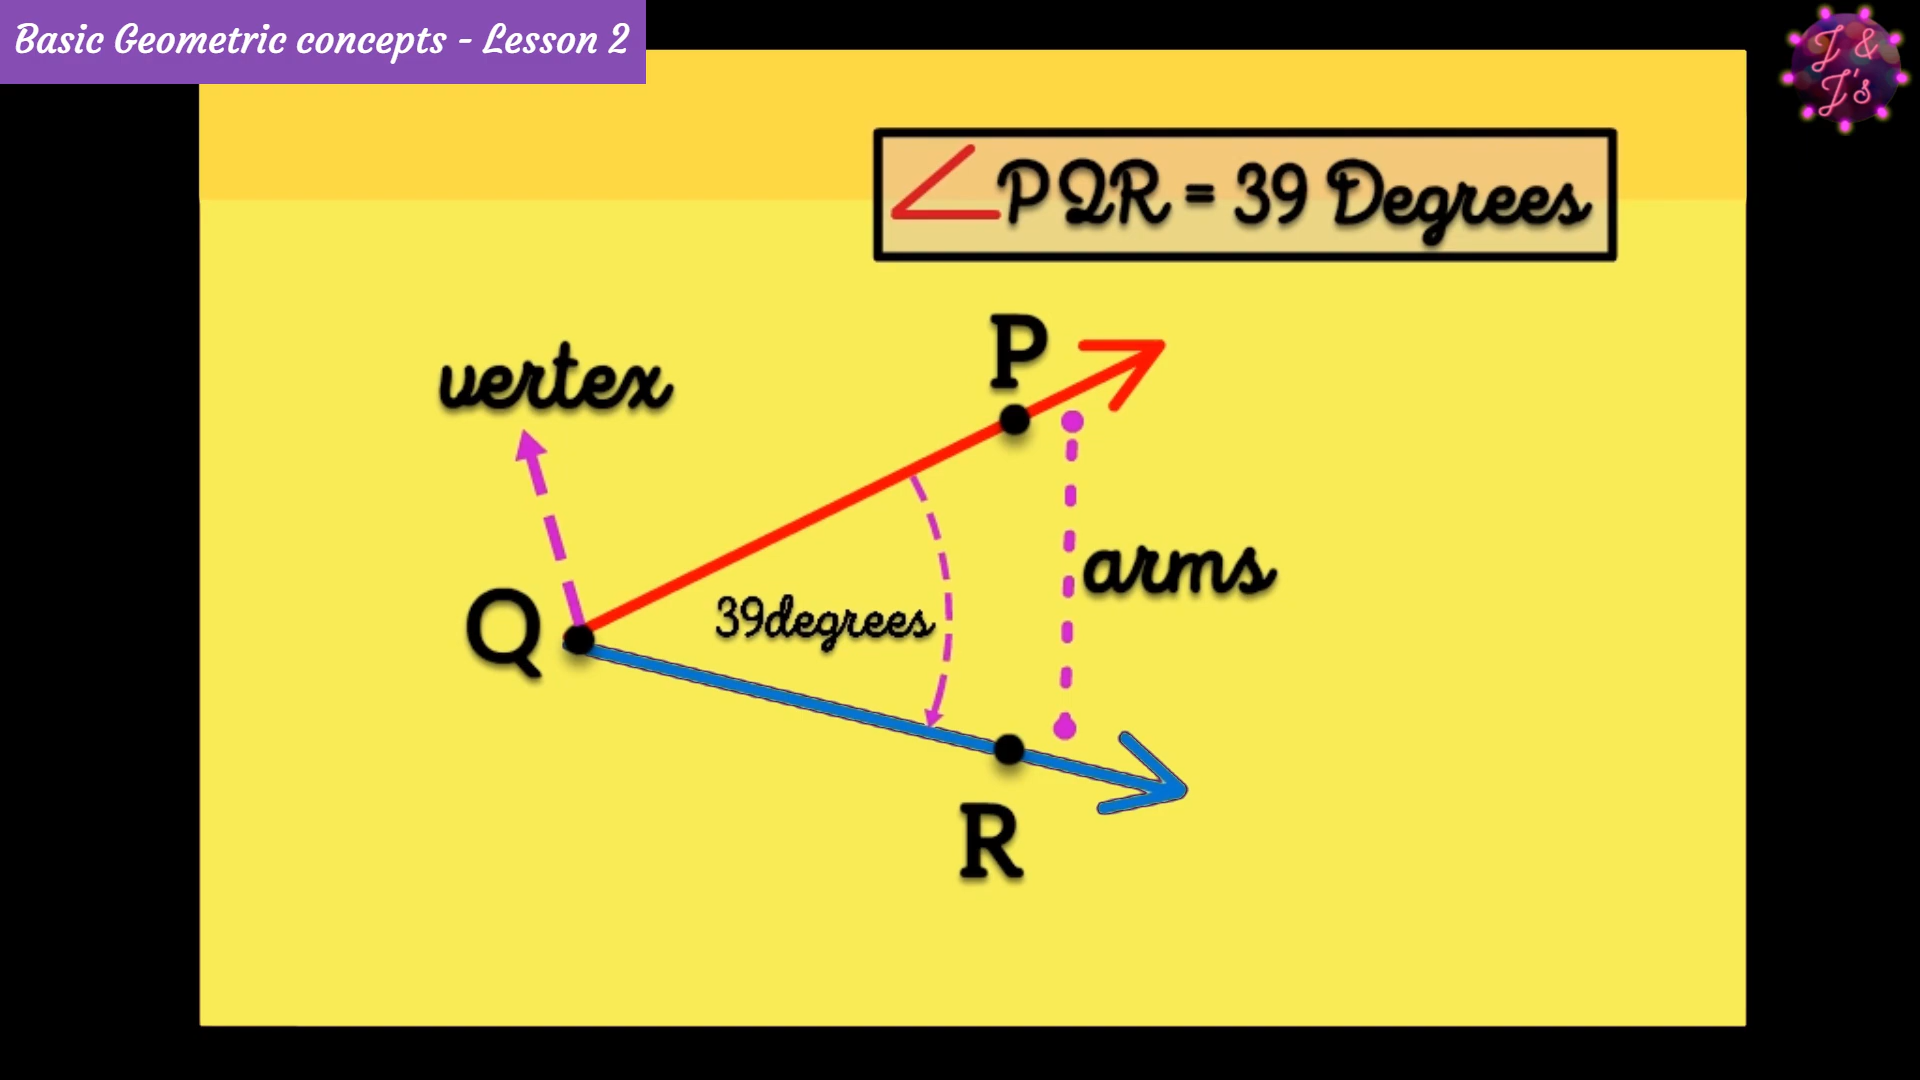 Basic Geometric concepts - Lesson 2
J &
J's
∠PQR = 39 Degrees
P
vertex
arms
Q
39degrees
R